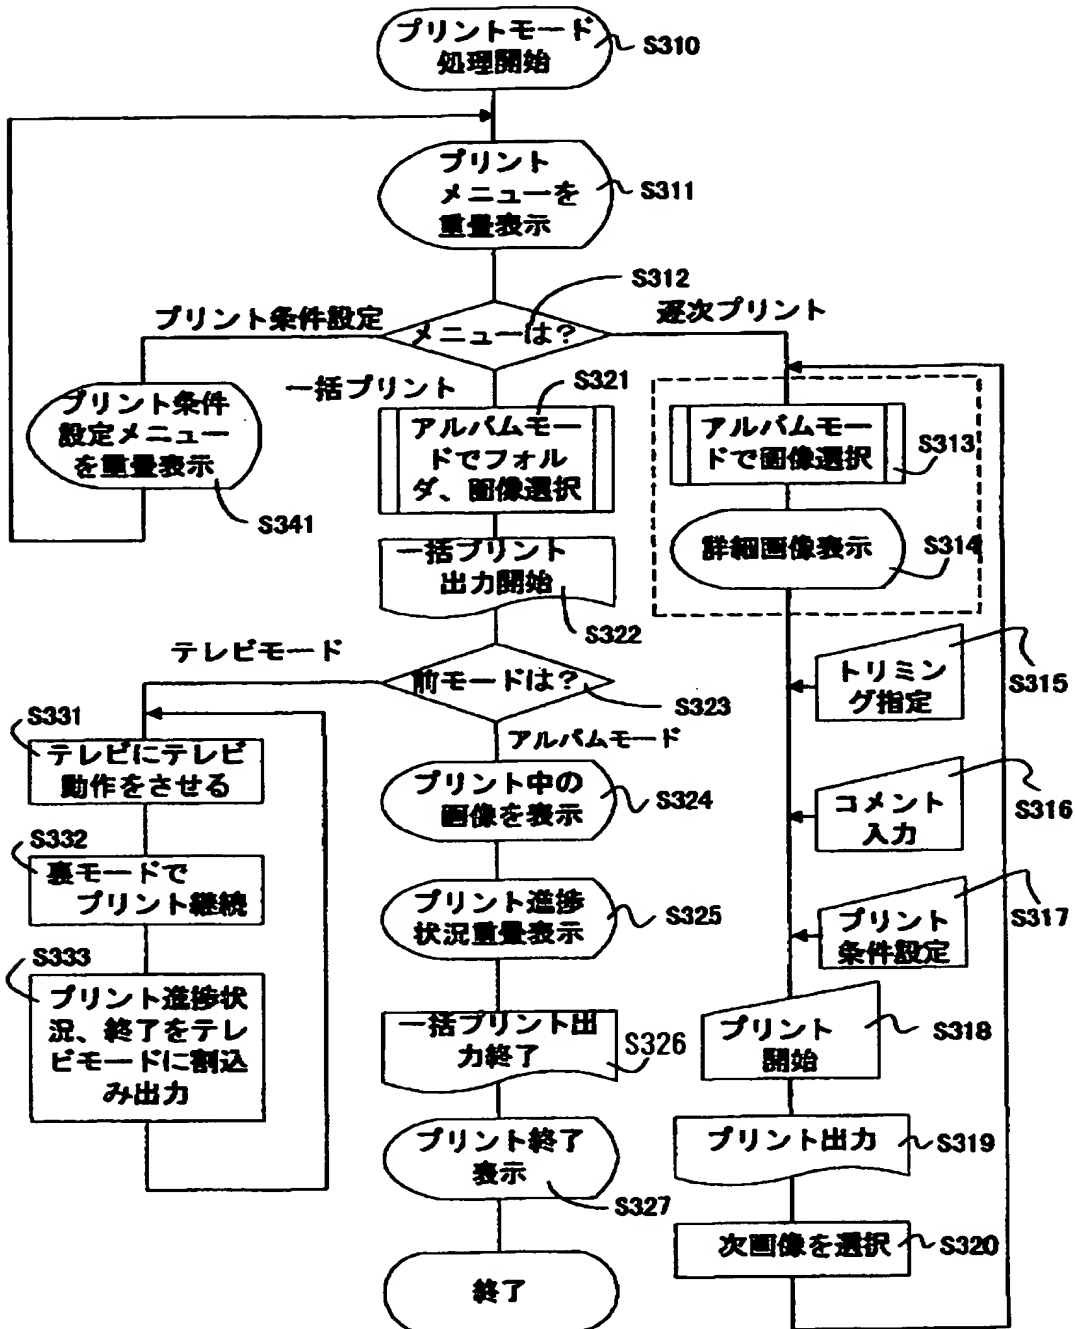 プリントモード
処理開始
S310
プリント
メニューを
重畳表示
S311
S312
メニューは?
プリント条件設定
逐次プリント
一括プリント
プリント条件
設定メニュー
を重畳表示
S341
S321
アルバムモー
ドでフォル
ダ、画像選択
一括プリント
出力開始
S322
前モードは?
S323
テレビモード
アルバムモード
S331
テレビにテレビ
動作をさせる
S332
裏モードで
プリント継続
S333
プリント進捗状
況、終了をテレ
ビモードに割込
み出力
プリント中の
画像を表示
S324
プリント進捗
状況重畳表示
S325
一括プリント出
力終了
S326
プリント終了
表示
S327
終了
アルバムモー
ドで画像選択
S313
詳細画像表示
S314
トリミン
グ指定
S315
コメント
入力
S316
プリント
条件設定
S317
プリント
開始
S318
プリント出力
S319
次画像を選択
S320